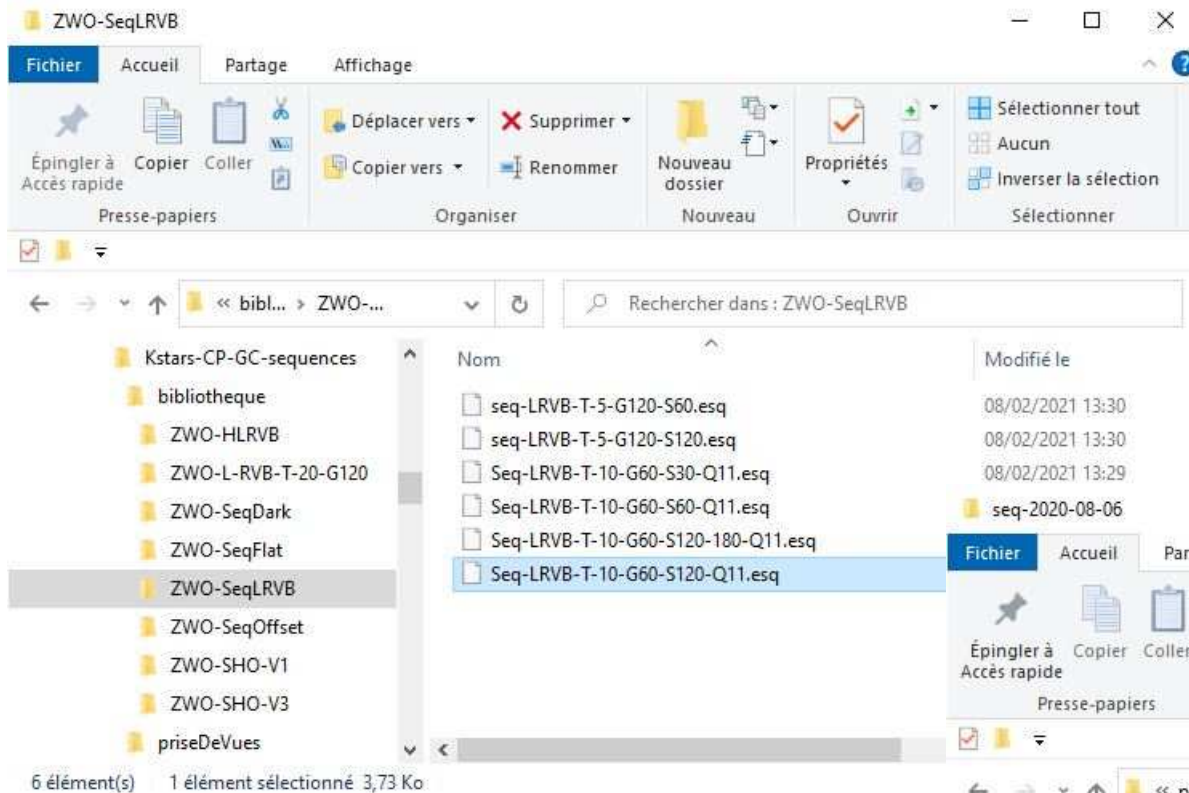 ZWO-SeqLRVB
Fichier Accueil Partage Affichage
Épingler à Accès rapide
Copier
Coller
Déplacer vers
Copier vers
Supprimer
Renommer
Nouveau dossier
Propriétés
Sélectionner tout
Aucun
Inverser la sélection
Presse-papiers Organiser Nouveau Ouvrir Sélectionner
« bibl... > ZWO-...
Rechercher dans : ZWO-SeqLRVB
Kstars-CP-GC-sequences
bibliotheque
ZWO-HLRVB
ZWO-L-RVB-T-20-G120
ZWO-SeqDark
ZWO-SeqFlat
ZWO-SeqLRVB
ZWO-SeqOffset
ZWO-SHO-V1
ZWO-SHO-V3
priseDeVues
Nom Modifié le
seq-LRVB-T-5-G120-S60.esq 08/02/2021 13:30
seq-LRVB-T-5-G120-S120.esq 08/02/2021 13:30
Seq-LRVB-T-10-G60-S30-Q11.esq 08/02/2021 13:29
Seq-LRVB-T-10-G60-S60-Q11.esq
Seq-LRVB-T-10-G60-S120-180-Q11.esq
Seq-LRVB-T-10-G60-S120-Q11.esq
6 élément(s) 1 élément sélectionné 3,73 Ko
seq-2020-08-06
Fichier Accueil Par
Épingler à Accès rapide
Copier
Coller
Presse-papiers